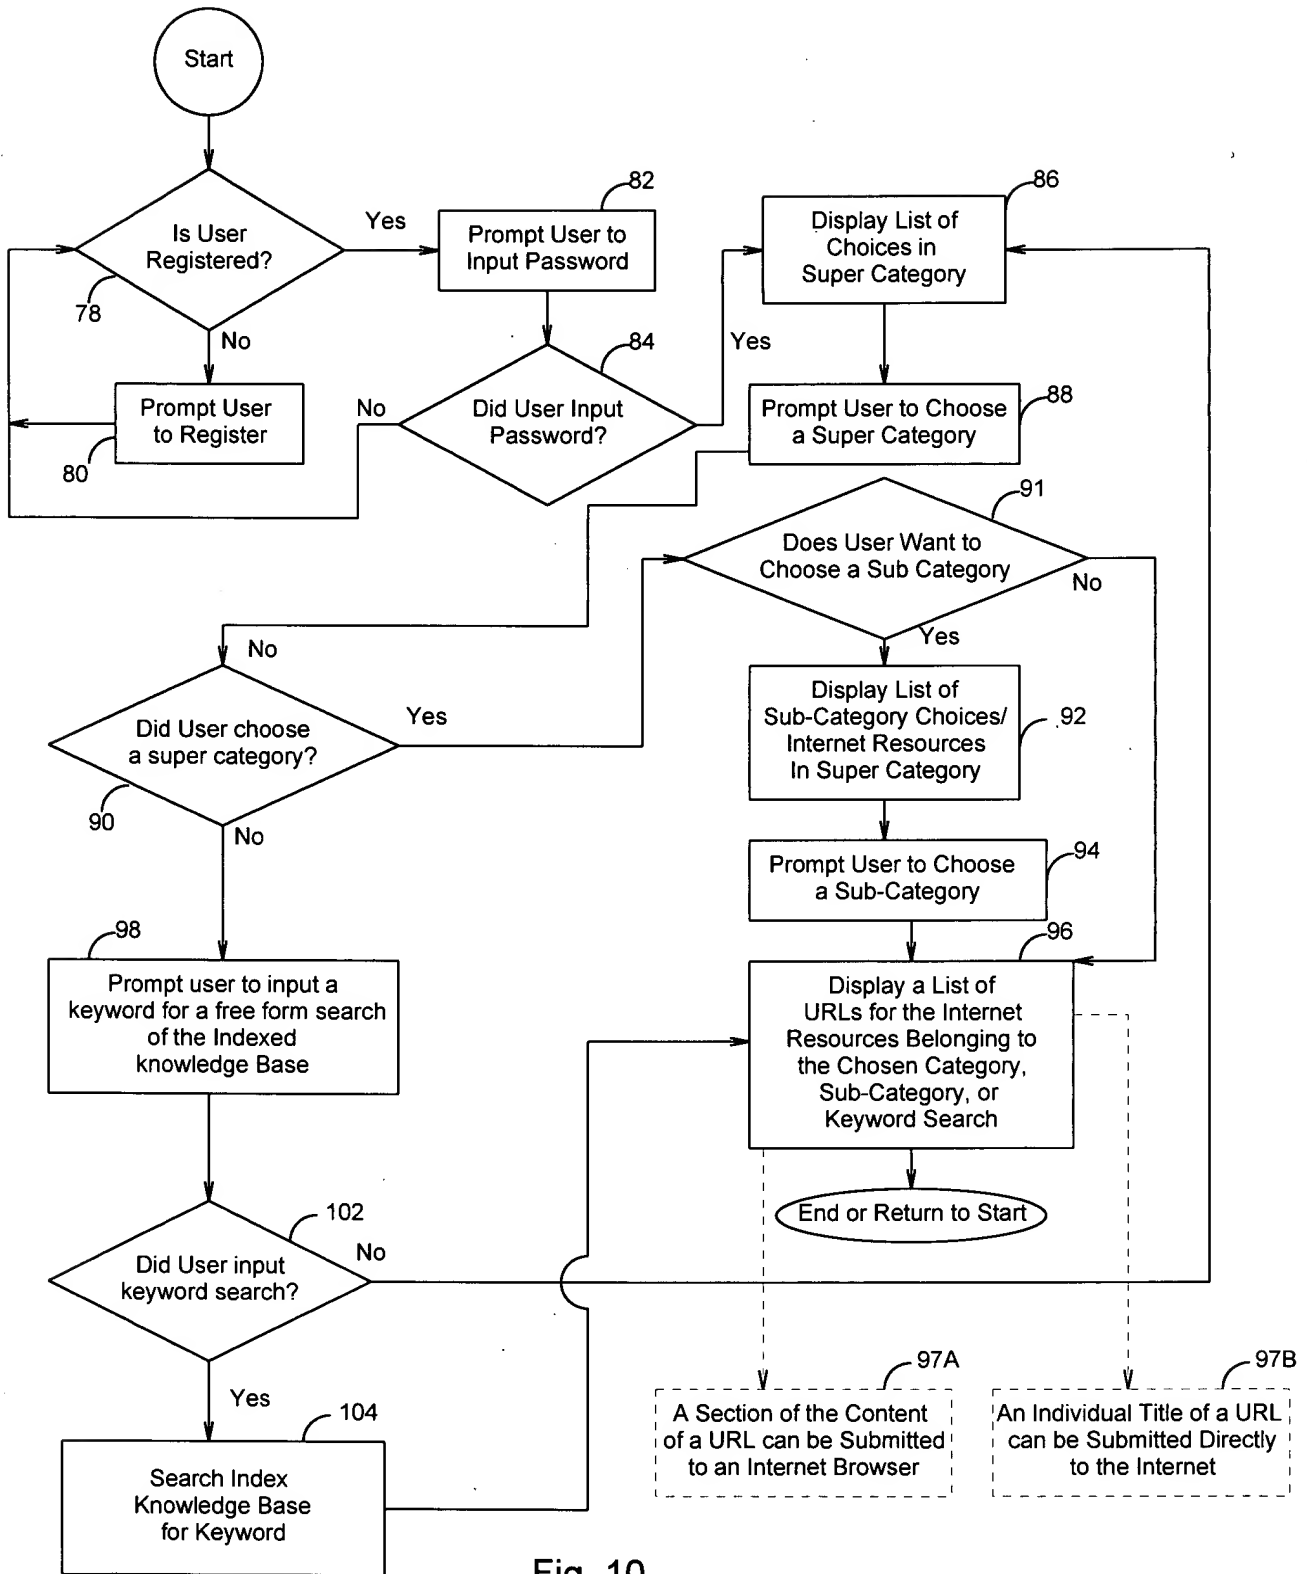 Start
Is User
Registered?
78
Yes
No
Prompt User
to Register
80
82
Prompt User to
Input Password
84
Did User Input
Password?
No
Yes
86
Display List of
Choices in
Super Category
88
Prompt User to Choose
a Super Category
91
Does User Want to
Choose a Sub Category
No
Yes
No
Did User choose
a super category?
Yes
90
No
Display List of
Sub-Category Choices/
Internet Resources
In Super Category
92
Prompt User to Choose
a Sub-Category
94
96
Display a List of
URLs for the Internet
Resources Belonging to
the Chosen Category,
Sub-Category, or
Keyword Search
End or Return to Start
98
Prompt user to input a
keyword for a free form search
of the Indexed
knowledge Base
102
Did User input
keyword search?
No
Yes
104
Search Index
Knowledge Base
for Keyword
97A
A Section of the Content
of a URL can be Submitted
to an Internet Browser
97B
An Individual Title of a URL
can be Submitted Directly
to the Internet
Fig. 10